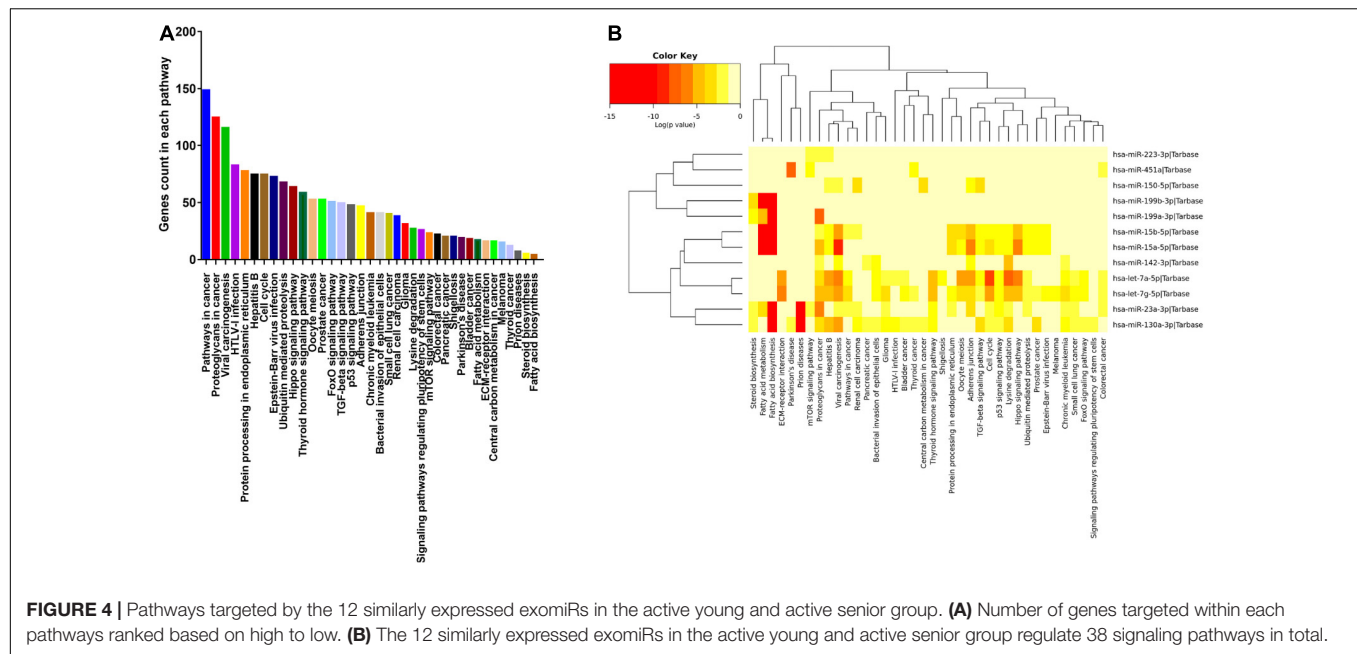 A
200
150
100
50
0
Genes count in each pathway
Pathways in cancer
Proteoglycans in cancer
Viral carcinogenesis
HTLV-I infection
Protein processing in endoplasmic reticulum
Hepatitis B
Cell cycle
Epstein-Barr virus infection
Ubiquitin mediated proteolysis
Hippo signaling pathway
Thyroid hormone signaling pathway
Oocyte meiosis
Prostate cancer
FoxO signaling pathway
TGF-beta signaling pathway
p53 signaling pathway
Adherens junction
Chronic myeloid leukemia
Bacterial invasion of epithelial cells
Small cell lung cancer
Renal cell carcinoma
Glioma
Lysine degradation
Signaling pathways regulating pluripotency of stem cells
mTOR signaling pathway
Colorectal cancer
Pancreatic cancer
Shigellosis
Parkinson's disease
Bladder cancer
Fatty acid metabolism
ECM-receptor interaction
Central carbon metabolism in cancer
Melanoma
Thyroid cancer
Prion diseases
Steroid biosynthesis
Fatty acid biosynthesis
B
Color Key
-15 -10 -5 0
Log(p value)
hsa-miR-223-3p|Tarbase
hsa-miR-451a|Tarbase
hsa-miR-150-5p|Tarbase
hsa-miR-199b-3p|Tarbase
hsa-miR-199a-3p|Tarbase
hsa-miR-15b-5p|Tarbase
hsa-miR-15a-5p|Tarbase
hsa-miR-142-3p|Tarbase
hsa-let-7a-5p|Tarbase
hsa-let-7g-5p|Tarbase
hsa-miR-23a-3p|Tarbase
hsa-miR-130a-3p|Tarbase
Steroid biosynthesis
Fatty acid metabolism
Fatty acid biosynthesis
ECM-receptor interaction
Parkinson's disease
Prion diseases
mTOR signaling pathway
Proteoglycans in cancer
Hepatitis B
Viral carcinogenesis
Pathways in cancer
Renal cell carcinoma
Pancreatic cancer
Bacterial invasion of epithelial cells
Glioma
HTLV-I infection
Bladder cancer
Thyroid cancer
Central carbon metabolism in cancer
Thyroid hormone signaling pathway
Shigellosis
Protein processing in endoplasmic reticulum
Oocyte meiosis
Adherens junction
TGF-beta signaling pathway
Cell cycle
p53 signaling pathway
Lysine degradation
Hippo signaling pathway
Ubiquitin mediated proteolysis
Prostate cancer
Epstein-Barr virus infection
Melanoma
Chronic myeloid leukemia
Small cell lung cancer
FoxO signaling pathway
Signaling pathways regulating pluripotency of stem cells
Colorectal cancer
FIGURE 4 | Pathways targeted by the 12 similarly expressed exomiRs in the active young and active senior group. (A) Number of genes targeted within each
pathways ranked based on high to low. (B) The 12 similarly expressed exomiRs in the active young and active senior group regulate 38 signaling pathways in total.